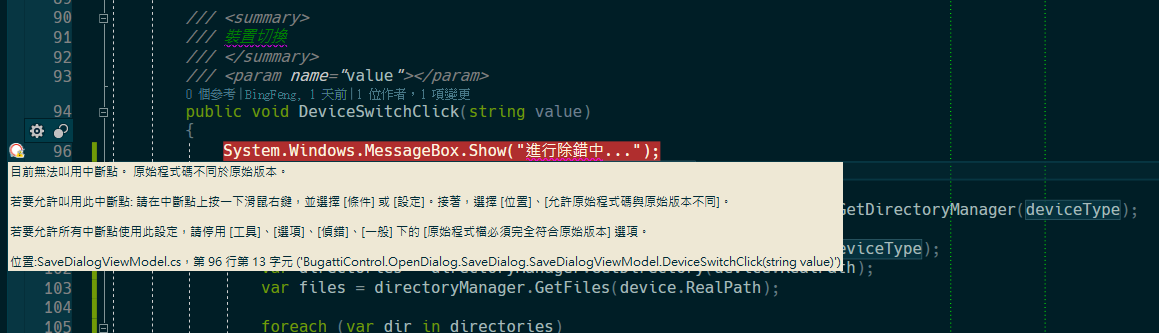 89
90 /// <summary>
91 /// 裝置切換
92 /// </summary>
93 /// <param name="value"></param>
0 個參考|BingFeng, 1 天前|1 位作者，1 項變更
94 public void DeviceSwitchClick(string value)
{
96 System.Windows.MessageBox.Show("進行除錯中...");
目前無法叫用中斷點。 原始程式碼不同於原始版本。
若要允許叫用此中斷點: 請在中斷點上按一下滑鼠右鍵，並選擇 [條件] 或 [設定]。接著，選擇 [位置]、[允許原始程式碼與原始版本不同]。
GetDirectoryManager(deviceType);
若要允許所有中斷點使用此設定，請停用 [工具]、[選項]、[偵錯]、[一般] 下的 [原始程式檔必須完全符合原始版本] 選項。
eviceType);
位置:SaveDialogViewModel.cs，第 96 行第 13 字元 ('BugattiControl.OpenDialog.SaveDialog.SaveDialogViewModel.DeviceSwitchClick(string value)')
103 var files = directoryManager.GetFiles(device.RealPath);
104
105 foreach (var dir in directories)